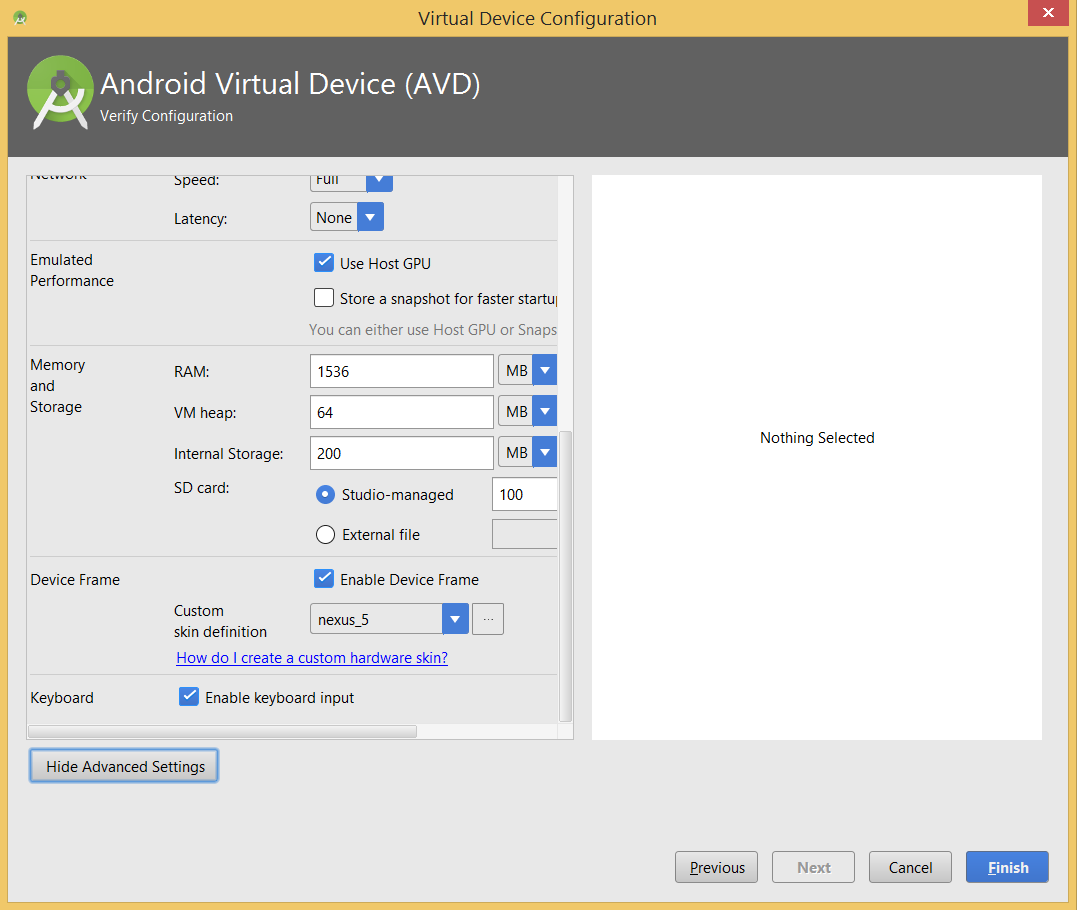 Virtual Device Configuration
Android Virtual Device (AVD)
Verify Configuration
Network
Speed:
Full
Latency:
None
Emulated
Performance
Use Host GPU
Store a snapshot for faster startup
You can either use Host GPU or Snaps
Memory
and
Storage
RAM:
1536
MB
VM heap:
64
MB
Internal Storage:
200
MB
SD card:
Studio-managed
100
External file
Device Frame
Enable Device Frame
Custom
skin definition
nexus_5
...
How do I create a custom hardware skin?
Keyboard
Enable keyboard input
Nothing Selected
Hide Advanced Settings
Previous
Next
Cancel
Finish